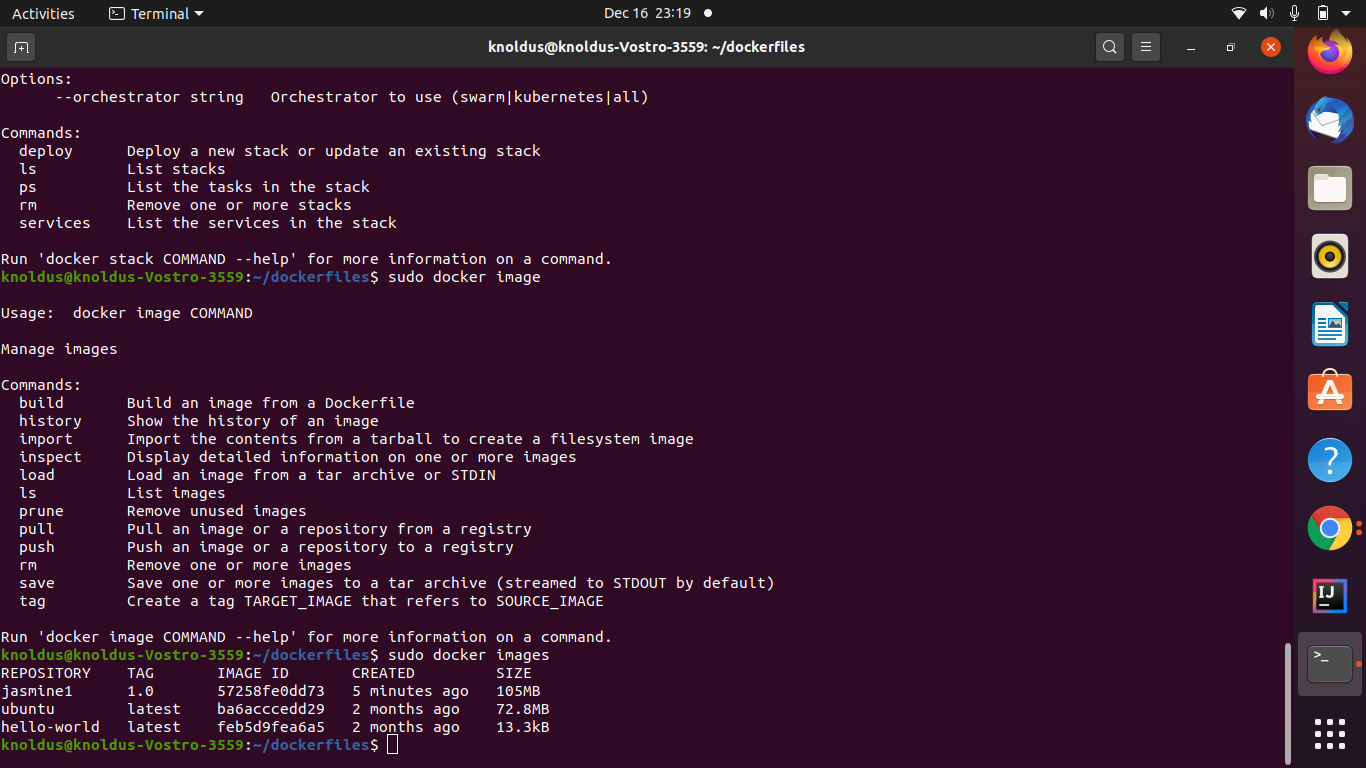 Activities
Terminal
Dec 16 23:19
knoldus@knoldus-Vostro-3559: ~/dockerfiles
Options:
      --orchestrator string   Orchestrator to use (swarm|kubernetes|all)
Commands:
  deploy      Deploy a new stack or update an existing stack
  ls          List stacks
  ps          List the tasks in the stack
  rm          Remove one or more stacks
  services    List the services in the stack
Run 'docker stack COMMAND --help' for more information on a command.
knoldus@knoldus-Vostro-3559:~/dockerfiles$ sudo docker image
Usage:  docker image COMMAND
Manage images
Commands:
  build       Build an image from a Dockerfile
  history     Show the history of an image
  import      Import the contents from a tarball to create a filesystem image
  inspect     Display detailed information on one or more images
  load        Load an image from a tar archive or STDIN
  ls          List images
  prune       Remove unused images
  pull        Pull an image or a repository from a registry
  push        Push an image or a repository to a registry
  rm          Remove one or more images
  save        Save one or more images to a tar archive (streamed to STDOUT by default)
  tag         Create a tag TARGET_IMAGE that refers to SOURCE_IMAGE
Run 'docker image COMMAND --help' for more information on a command.
knoldus@knoldus-Vostro-3559:~/dockerfiles$ sudo docker images
REPOSITORY    TAG       IMAGE ID       CREATED         SIZE
jasmine1      1.0       57258fe0dd73   5 minutes ago   105MB
ubuntu        latest    ba6acccedd29   2 months ago    72.8MB
hello-world   latest    feb5d9fea6a5   2 months ago    13.3kB
knoldus@knoldus-Vostro-3559:~/dockerfiles$
?
IJ
>_